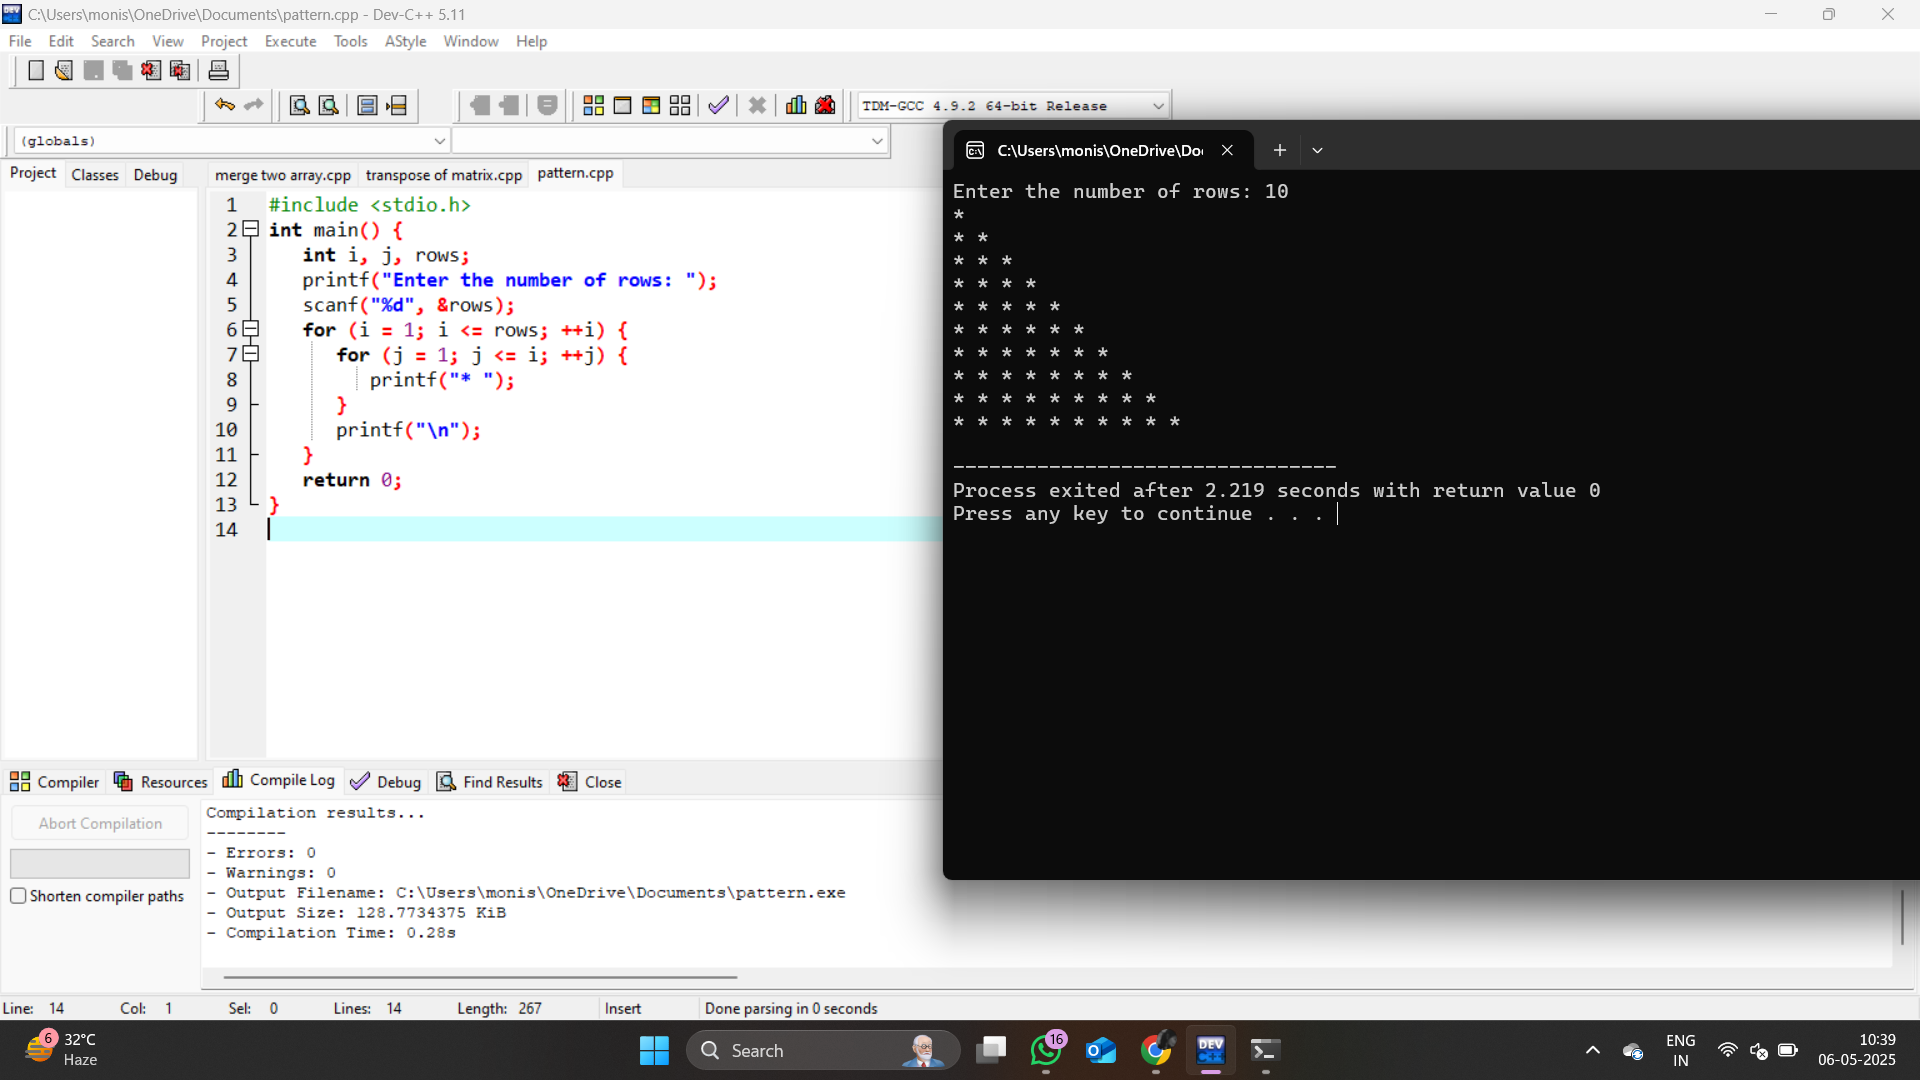 C:\Users\monis\OneDrive\Documents\pattern.cpp - Dev-C++ 5.11
File Edit Search View Project Execute Tools AStyle Window Help
TDM-GCC 4.9.2 64-bit Release
(globals)
Project Classes Debug
merge two array.cpp transpose of matrix.cpp pattern.cpp
1 #include <stdio.h>
2 int main() {
3 int i, j, rows;
4 printf("Enter the number of rows: ");
5 scanf("%d", &rows);
6 for (i = 1; i <= rows; ++i) {
7 for (j = 1; j <= i; ++j) {
8 printf("* ");
9 }
10 printf("\n");
11 }
12 return 0;
13 }
14
C:\Users\monis\OneDrive\Do
Enter the number of rows: 10
*
* *
* * *
* * * *
* * * * *
* * * * * *
* * * * * * *
* * * * * * * *
* * * * * * * * *
* * * * * * * * * *
--------------------------------
Process exited after 2.219 seconds with return value 0
Press any key to continue . . .
Compiler Resources Compile Log Debug Find Results Close
Abort Compilation
Shorten compiler paths
Compilation results...
--------
- Errors: 0
- Warnings: 0
- Output Filename: C:\Users\monis\OneDrive\Documents\pattern.exe
- Output Size: 128.7734375 KiB
- Compilation Time: 0.28s
Line: 14 Col: 1 Sel: 0 Lines: 14 Length: 267 Insert Done parsing in 0 seconds
6
32°C
Haze
Search
16
DEV
C++
ENG
IN
10:39
06-05-2025